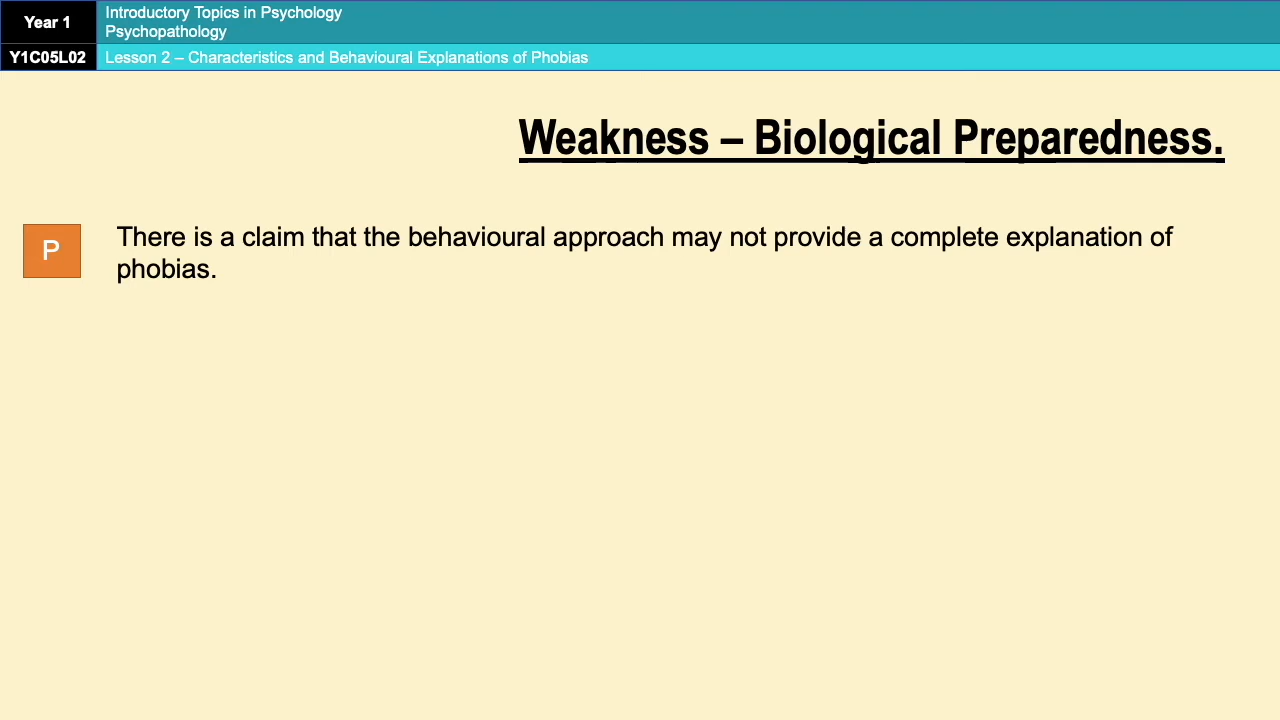 Year 1
Introductory Topics in Psychology
Psychopathology
Y1C05L02
Lesson 2 – Characteristics and Behavioural Explanations of Phobias
Weakness – Biological Preparedness.
P
There is a claim that the behavioural approach may not provide a complete explanation of
phobias.